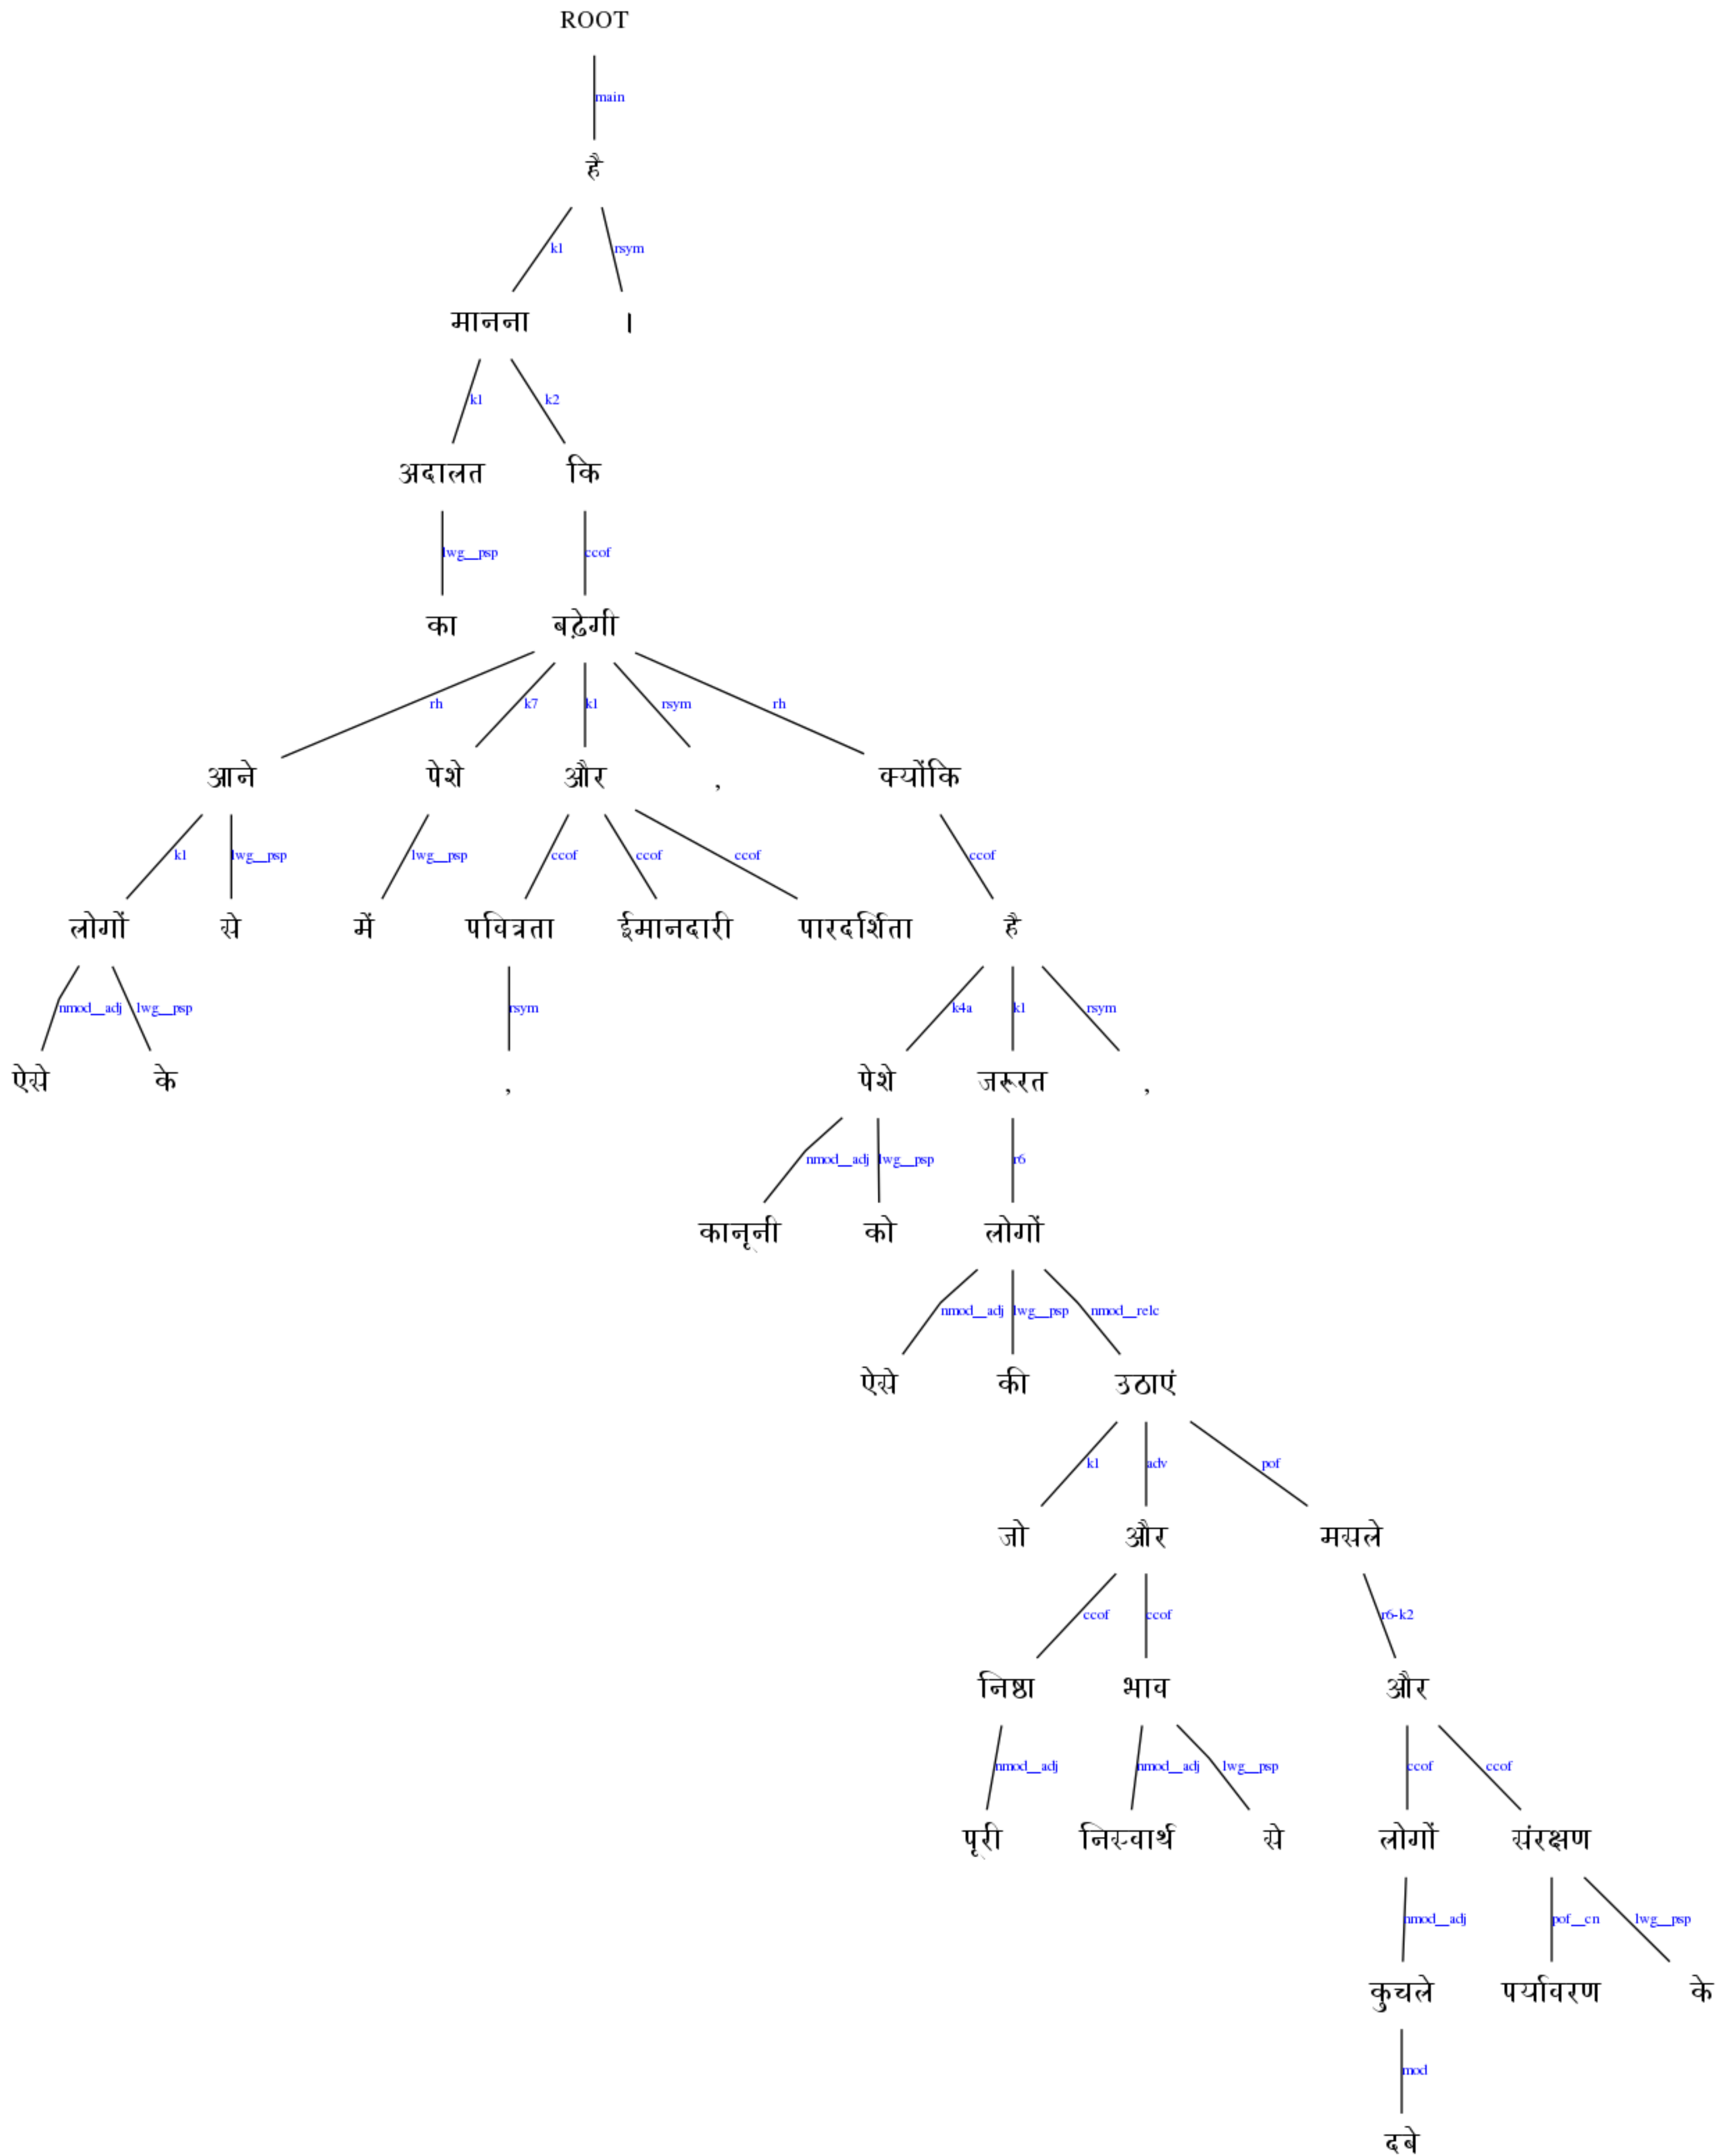 ROOT
main
है
k1 rsym
मानना ।
k1 k2
अदालत कि
lwg__psp ccof
का बढ़ेगी
rh k7 k1 rsym rh
आने पेशे और , क्योंकि
k1 lwg__psp lwg__psp ccof ccof ccof ccof
लोगों से में पवित्रता ईमानदारी पारदर्शिता है
nmod__adj lwg__psp rsym k4a k1 rsym
ऐसे के , पेशे जरूरत ,
nmod__adj lwg__psp r6
कानूनी को लोगों
nmod__adj lwg__psp nmod__relc
ऐसे की उठाएं
k1 adv pof
जो और मसले
ccof ccof r6-k2
निष्ठा भाव और
nmod__adj nmod__adj lwg__psp ccof ccof
पूरी निस्वार्थ से लोगों संरक्षण
nmod__adj pof__cn lwg__psp
कुचले पर्यावरण के
mod
दबे